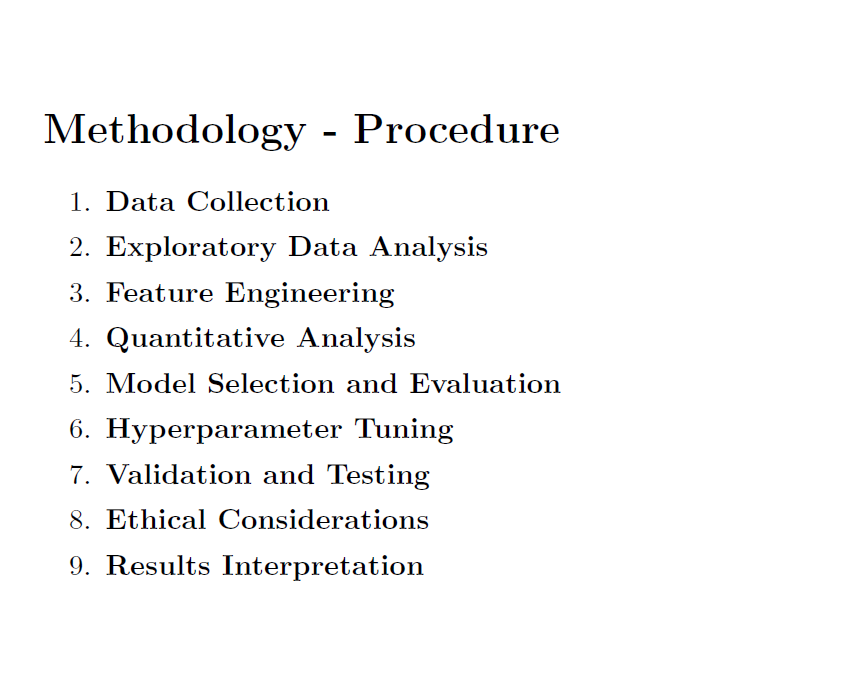 Methodology - Procedure
1. Data Collection
2. Exploratory Data Analysis
3. Feature Engineering
4. Quantitative Analysis
5. Model Selection and Evaluation
6. Hyperparameter Tuning
7. Validation and Testing
8. Ethical Considerations
9. Results Interpretation